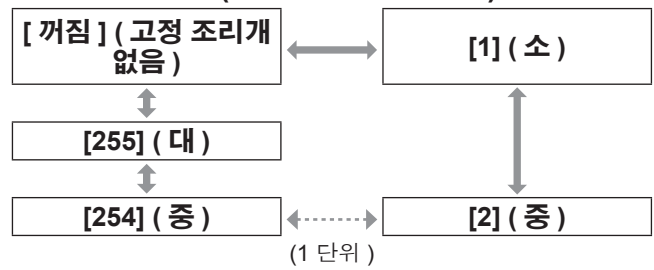 [ 꺼짐 ] ( 고정 조리개
없음 )
[1] ( 소 )
[255] ( 대 )
[254] ( 중 )
[2] ( 중 )
(1 단위 )